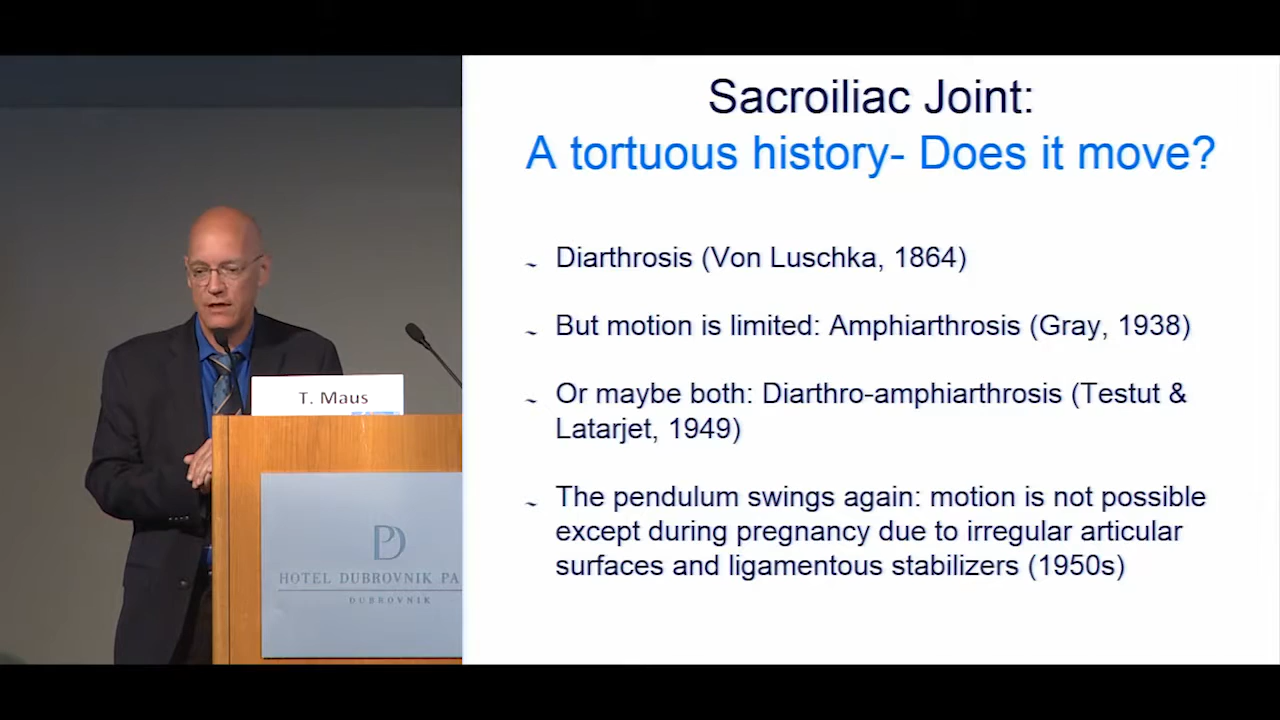 Sacroiliac Joint:
A tortuous history- Does it move?
Diarthrosis (Von Luschka, 1864)
But motion is limited: Amphiarthrosis (Gray, 1938)
Or maybe both: Diarthro-amphiarthrosis (Testut &
Latarjet, 1949)
The pendulum swings again: motion is not possible
except during pregnancy due to irregular articular
surfaces and ligamentous stabilizers (1950s)
T. Maus
HOTEL DUBROVNIK PA
DUBROVNIK